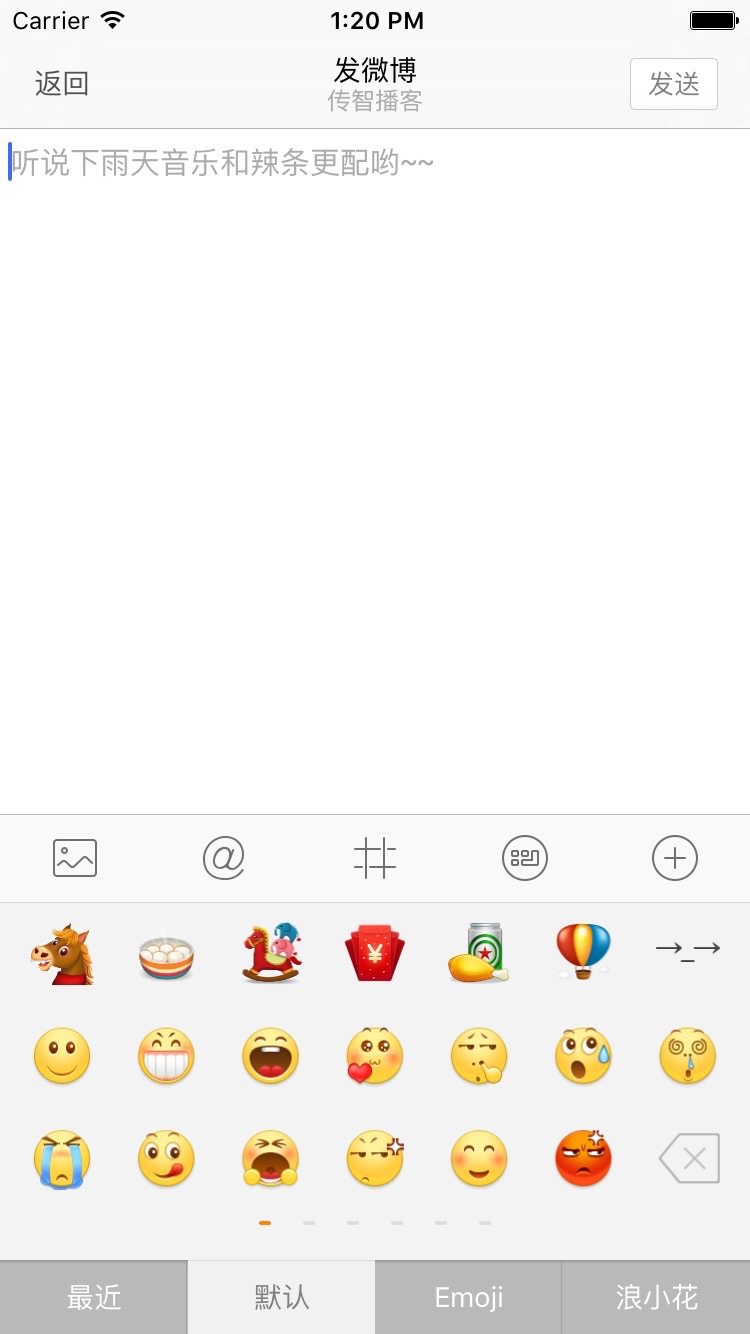 Carrier 1:20 PM
返回 发微博 发送
传智播客
听说下雨天音乐和辣条更配哟~~
@
→_→
最近 默认 Emoji 浪小花